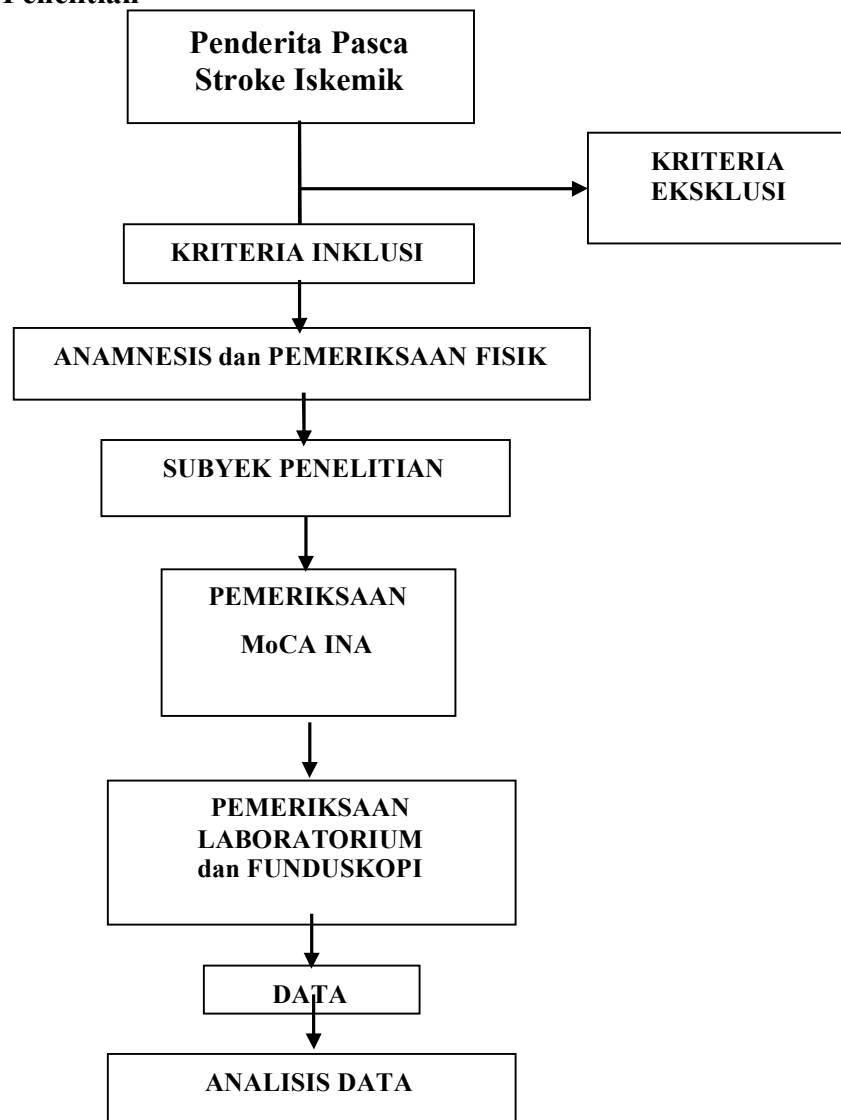 Penelitian
Penderita Pasca
Stroke Iskemik
KRITERIA
EKSKLUSI
KRITERIA INKLUSI
ANAMNESIS dan PEMERIKSAAN FISIK
SUBYEK PENELITIAN
PEMERIKSAAN
MoCA INA
PEMERIKSAAN
LABORATORIUM
dan FUNDUSKOPI
DATA
ANALISIS DATA